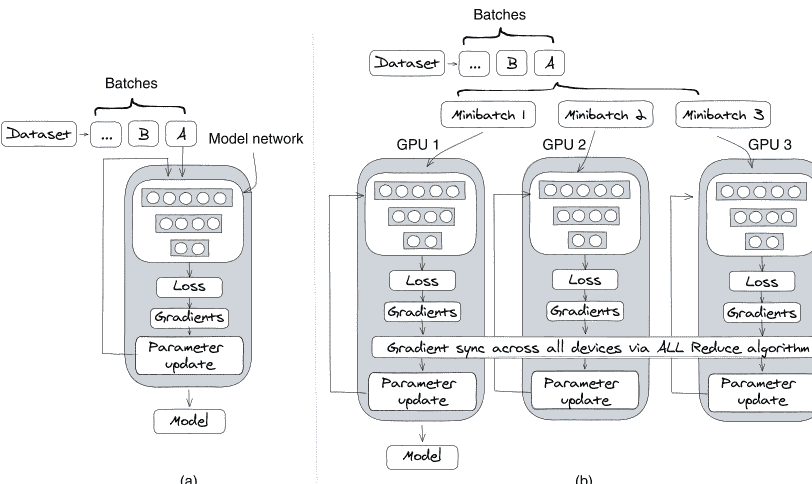 Batches
Dataset
...
B
A
Model network
Loss
Gradients
Parameter
update
Model
(a)
Batches
Dataset
...
B
A
Minibatch 1
Minibatch 2
Minibatch 3
GPU 1
GPU 2
GPU 3
Loss
Loss
Loss
Gradients
Gradients
Gradients
Gradient sync across all devices via ALL Reduce algorithm
Parameter
update
Parameter
update
Parameter
update
Model
(b)